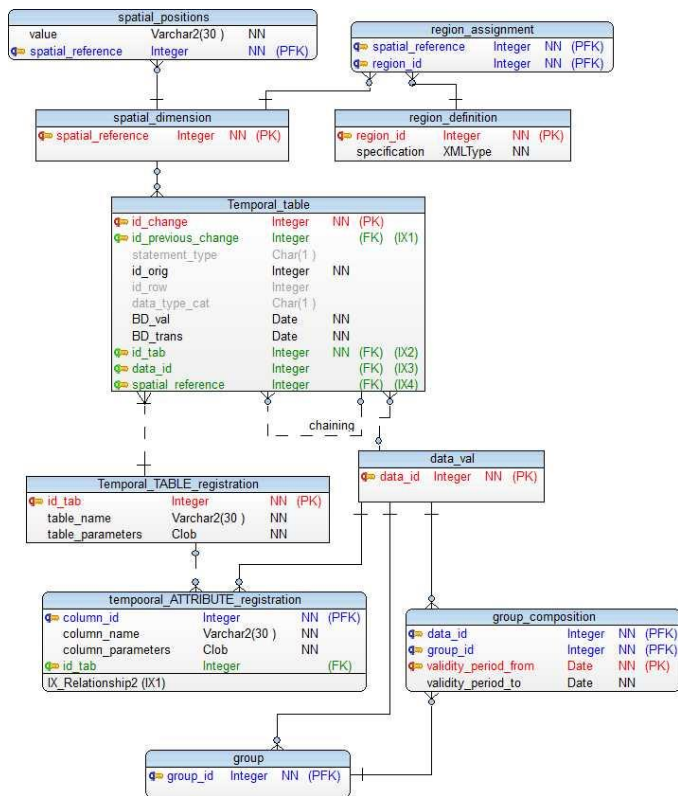 spatial_positions
value Varchar2(30 ) NN
spatial_reference Integer NN (PFK)
region_assignment
spatial_reference Integer NN (PFK)
region_id Integer NN (PFK)
spatial_dimension
spatial_reference Integer NN (PK)
region_definition
region_id Integer NN (PK)
specification XMLType NN
Temporal_table
id_change Integer NN (PK)
id_previous_change Integer (FK) (IX1)
statement_type Char(1 )
id_orig Integer NN
id_row Integer
data_type_cat Char(1 )
BD_val Date NN
BD_trans Date NN
id_tab Integer NN (FK) (IX2)
data_id Integer (FK) (IX3)
spatial_reference Integer (FK) (IX4)
chaining
Temporal_TABLE_registration
id_tab Integer NN (PK)
table_name Varchar2(30 ) NN
table_parameters Clob NN
data_val
data_id Integer NN (PK)
tempooral_ATTRIBUTE_registration
column_id Integer NN (PFK)
column_name Varchar2(30 ) NN
column_parameters Clob NN
id_tab Integer (FK)
IX_Relationship2 (IX1)
group_composition
data_id Integer NN (PFK)
group_id Integer NN (PFK)
validity_period_from Date NN (PK)
validity_period_to Date NN
group
group_id Integer NN (PFK)